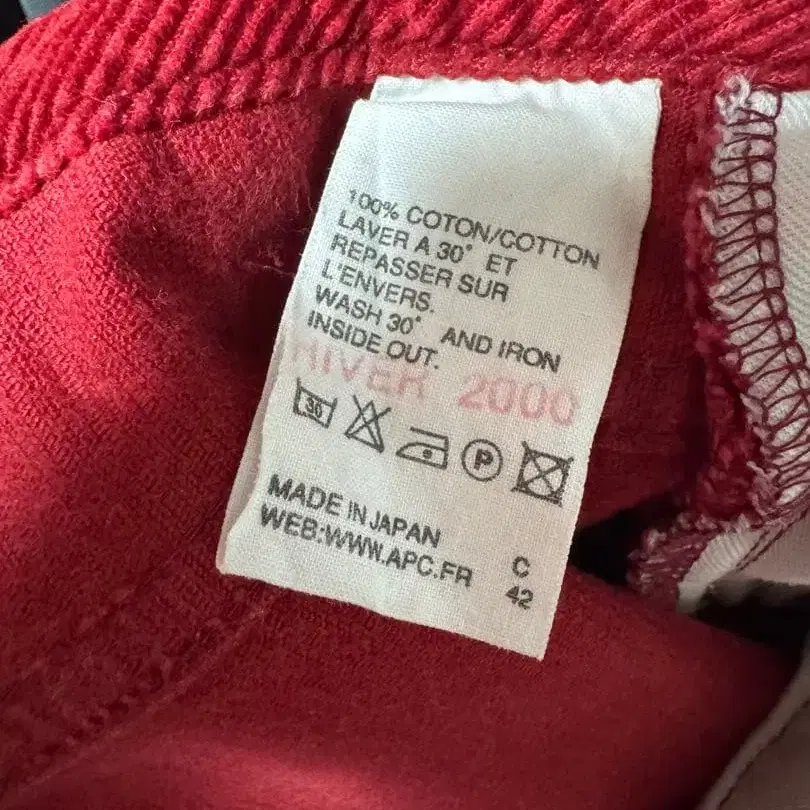 100% COTON/COTTON
LAVER A 30° ET
REPASSER SUR
L'ENVERS.
WASH 30° AND IRON
INSIDE OUT.
HIVER 2000
30
P
MADE IN JAPAN
WEB:WWW.APC.FR
C
42